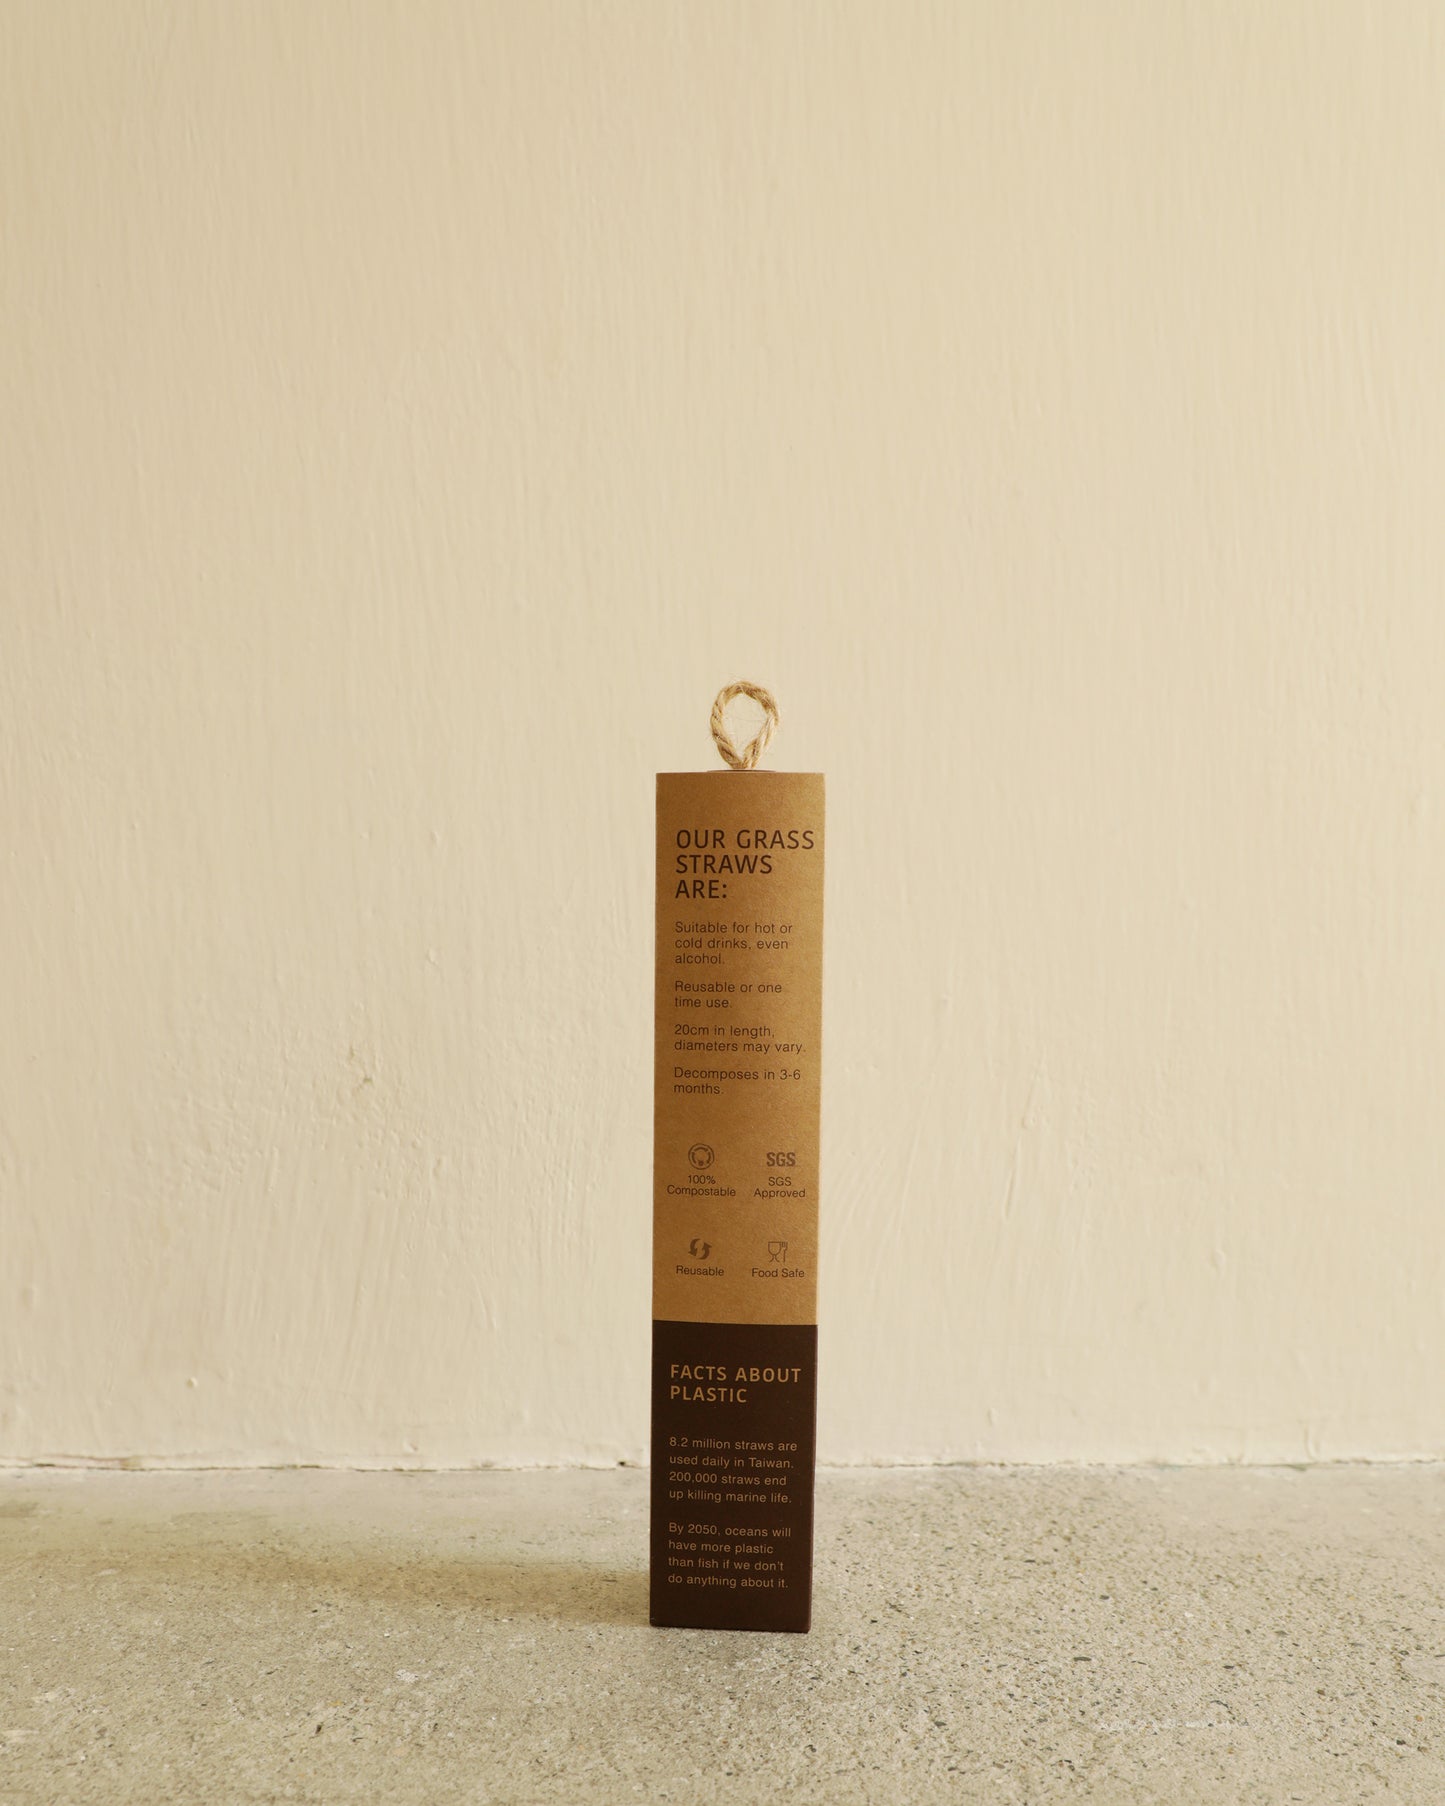 OUR GRASS
STRAWS
ARE:
Suitable for hot or
cold drinks, even
alcohol.
Reusable or one
time use.
20cm in length,
diameters may vary.
Decomposes in 3-6
months.
100%
Compostable
SGS
SGS
Approved
Reusable
Food Safe
FACTS ABOUT
PLASTIC
8.2 million straws are
used daily in Taiwan.
200,000 straws end
up killing marine life.
By 2050, oceans will
have more plastic
than fish if we don't
do anything about it.